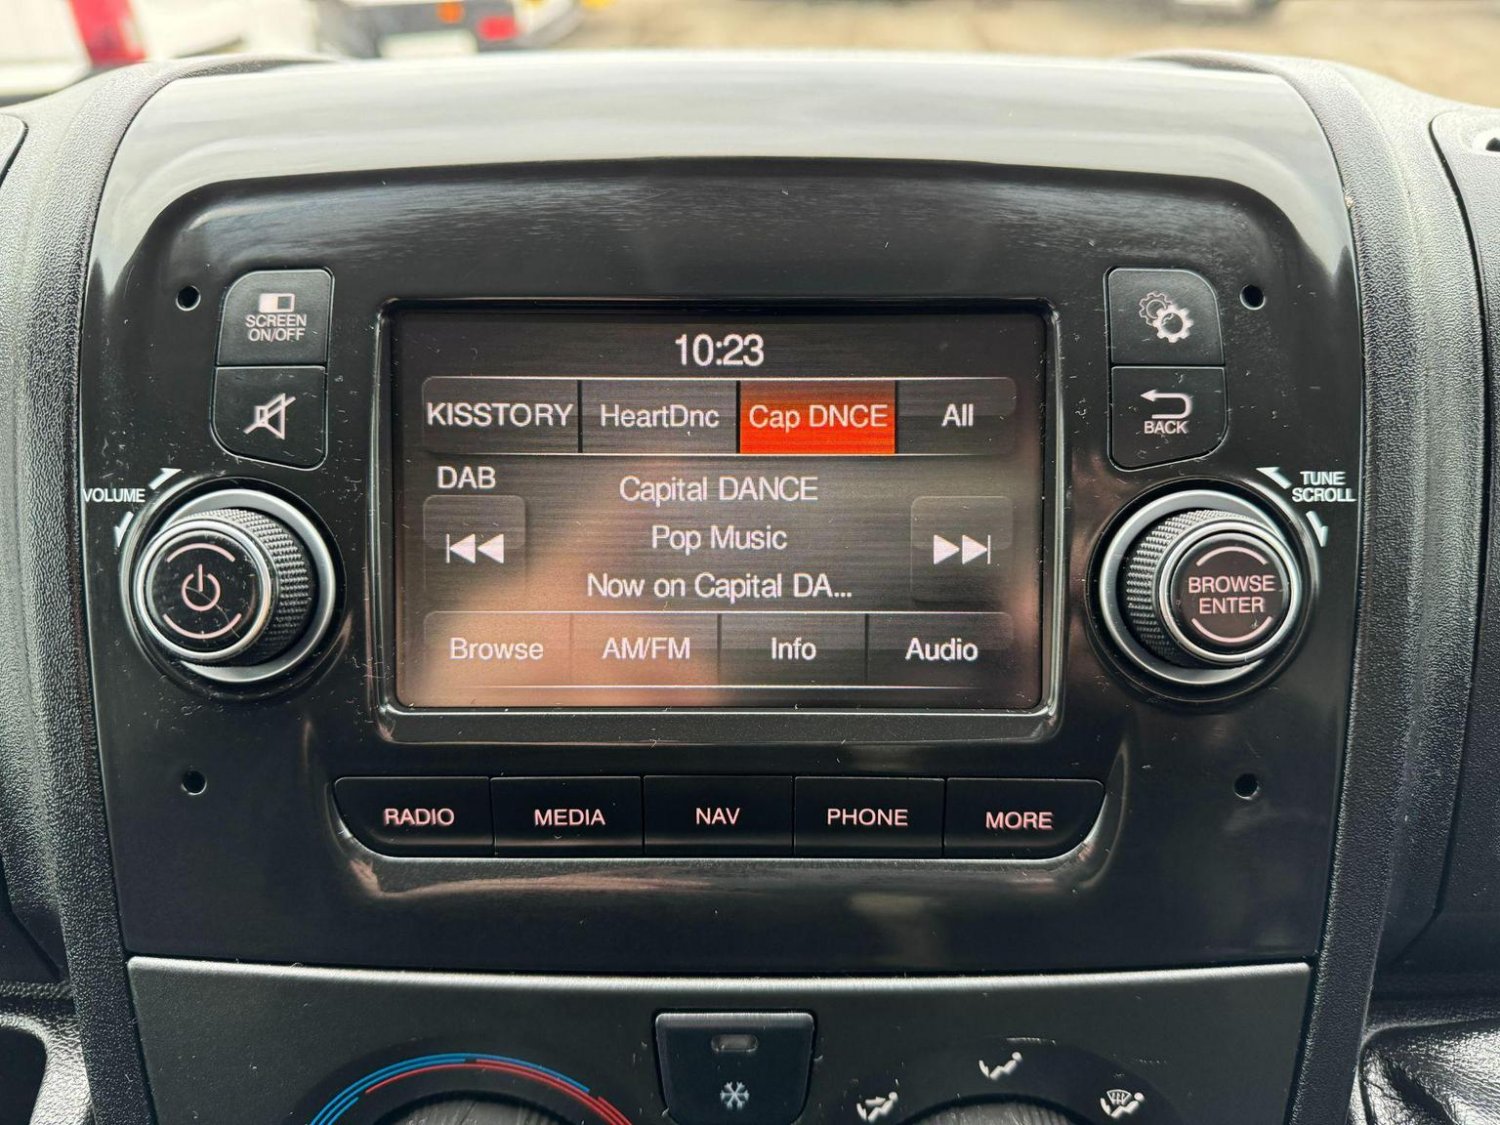 SCREEN
ON/OFF
10:23
KISSTORY HeartDnc Cap DNCE All
BACK
DAB
Capital DANCE
VOLUME
TUNE
SCROLL
Pop Music
Now on Capital DA...
BROWSE
ENTER
Browse AM/FM Info Audio
RADIO MEDIA NAV PHONE MORE